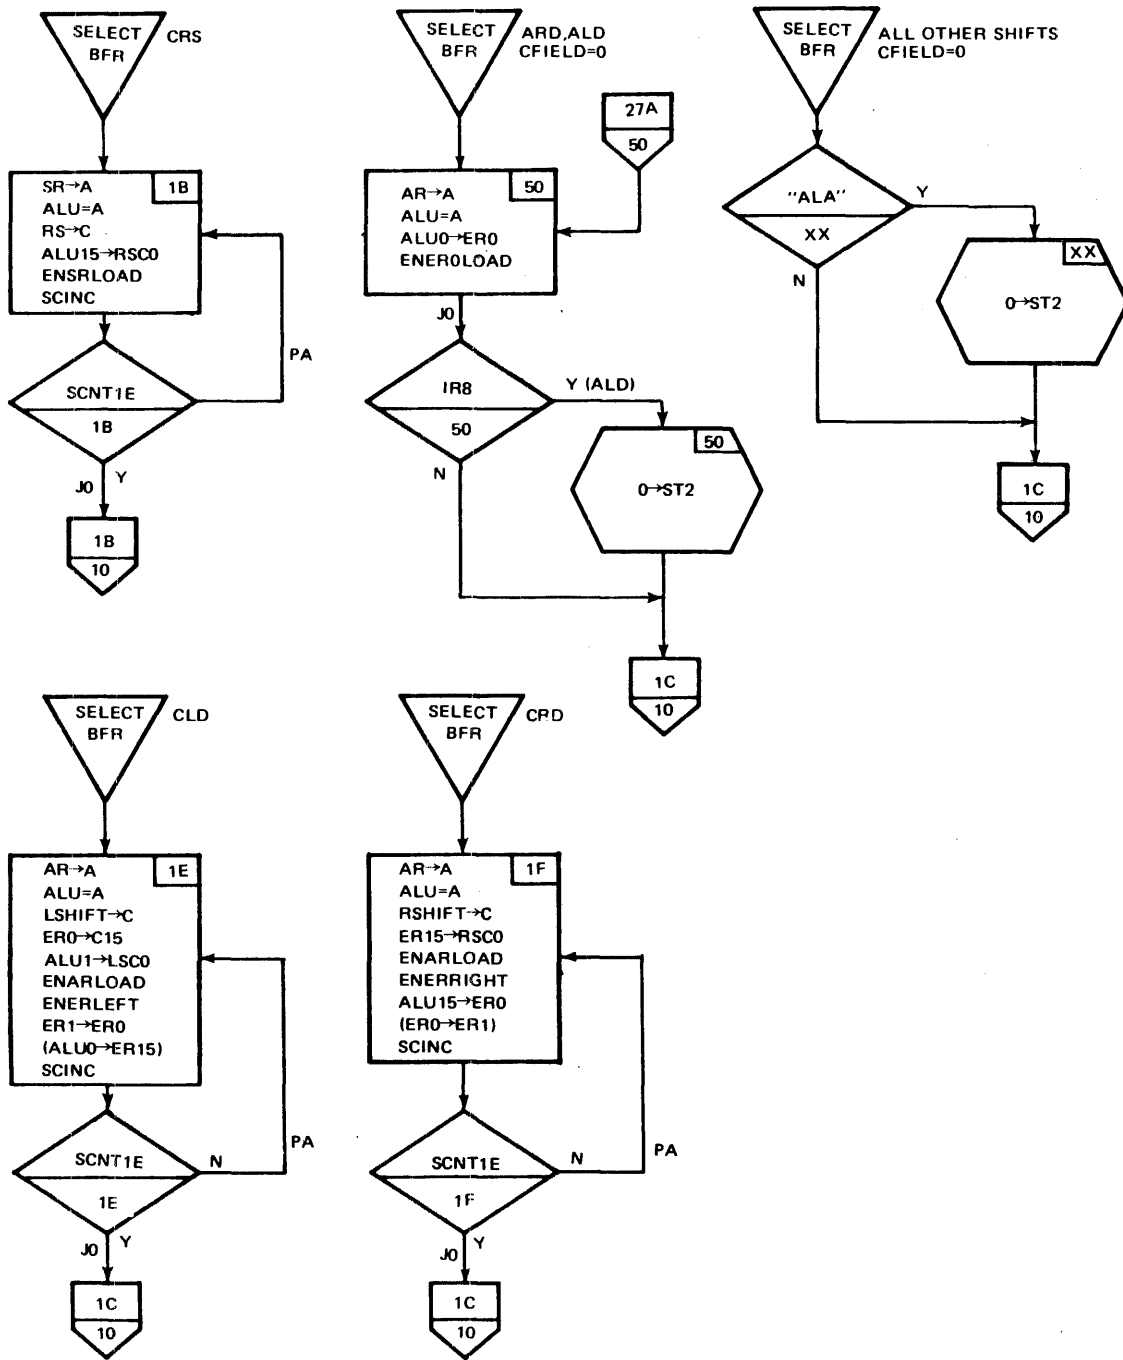 SELECT
BFR
CRS
SR→A
ALU=A
RS→C
ALU15→RSC0
ENSRLOAD
SCINC
1B
PA
SCNT1E
1B
J0
Y
1B
10
SELECT
BFR
ARD,ALD
CFIELD=0
27A
50
AR→A
ALU=A
ALU0→ER0
ENER0LOAD
50
J0
IR8
50
Y (ALD)
N
50
0→ST2
1C
10
SELECT
BFR
ALL OTHER SHIFTS
CFIELD=0
"ALA"
XX
Y
N
XX
0→ST2
1C
10
SELECT
BFR
CLD
AR→A
ALU=A
LSHIFT→C
ER0→C15
ALU1→LSC0
ENARLOAD
ENERLEFT
ER1→ER0
(ALU0→ER15)
SCINC
1E
PA
SCNT1E
1E
N
J0
Y
1C
10
SELECT
BFR
CRD
AR→A
ALU=A
RSHIFT→C
ER15→RSC0
ENARLOAD
ENERRIGHT
ALU15→ER0
(ER0→ER1)
SCINC
1F
PA
SCNT1E
1F
N
J0
Y
1C
10